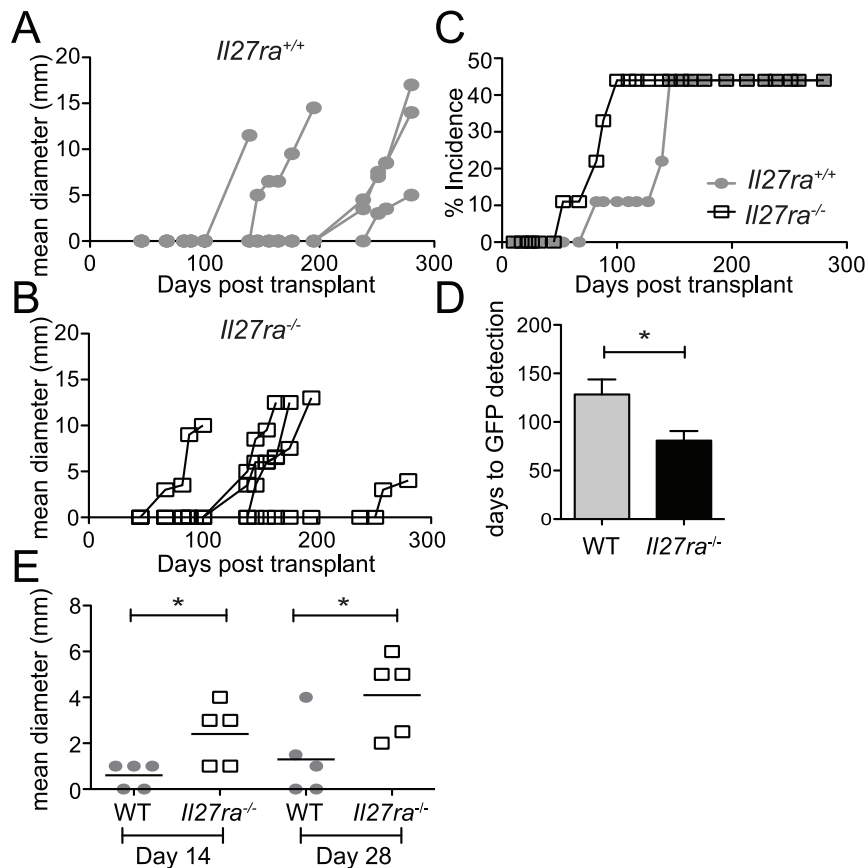 A
Il27ra+/+
20
15
10
5
0
mean diameter (mm)
0 100 200 300
Days post transplant
B
Il27ra-/-
20
15
10
5
0
mean diameter (mm)
0 100 200 300
Days post transplant
C
50
40
30
20
10
0
% Incidence
Il27ra+/+
Il27ra-/-
0 100 200 300
Days post transplant
D
200
150
100
50
0
days to GFP detection
*
WT Il27ra-/-
E
8
6
4
2
0
mean diameter (mm)
* *
WT Il27ra-/- WT Il27ra-/-
Day 14 Day 28